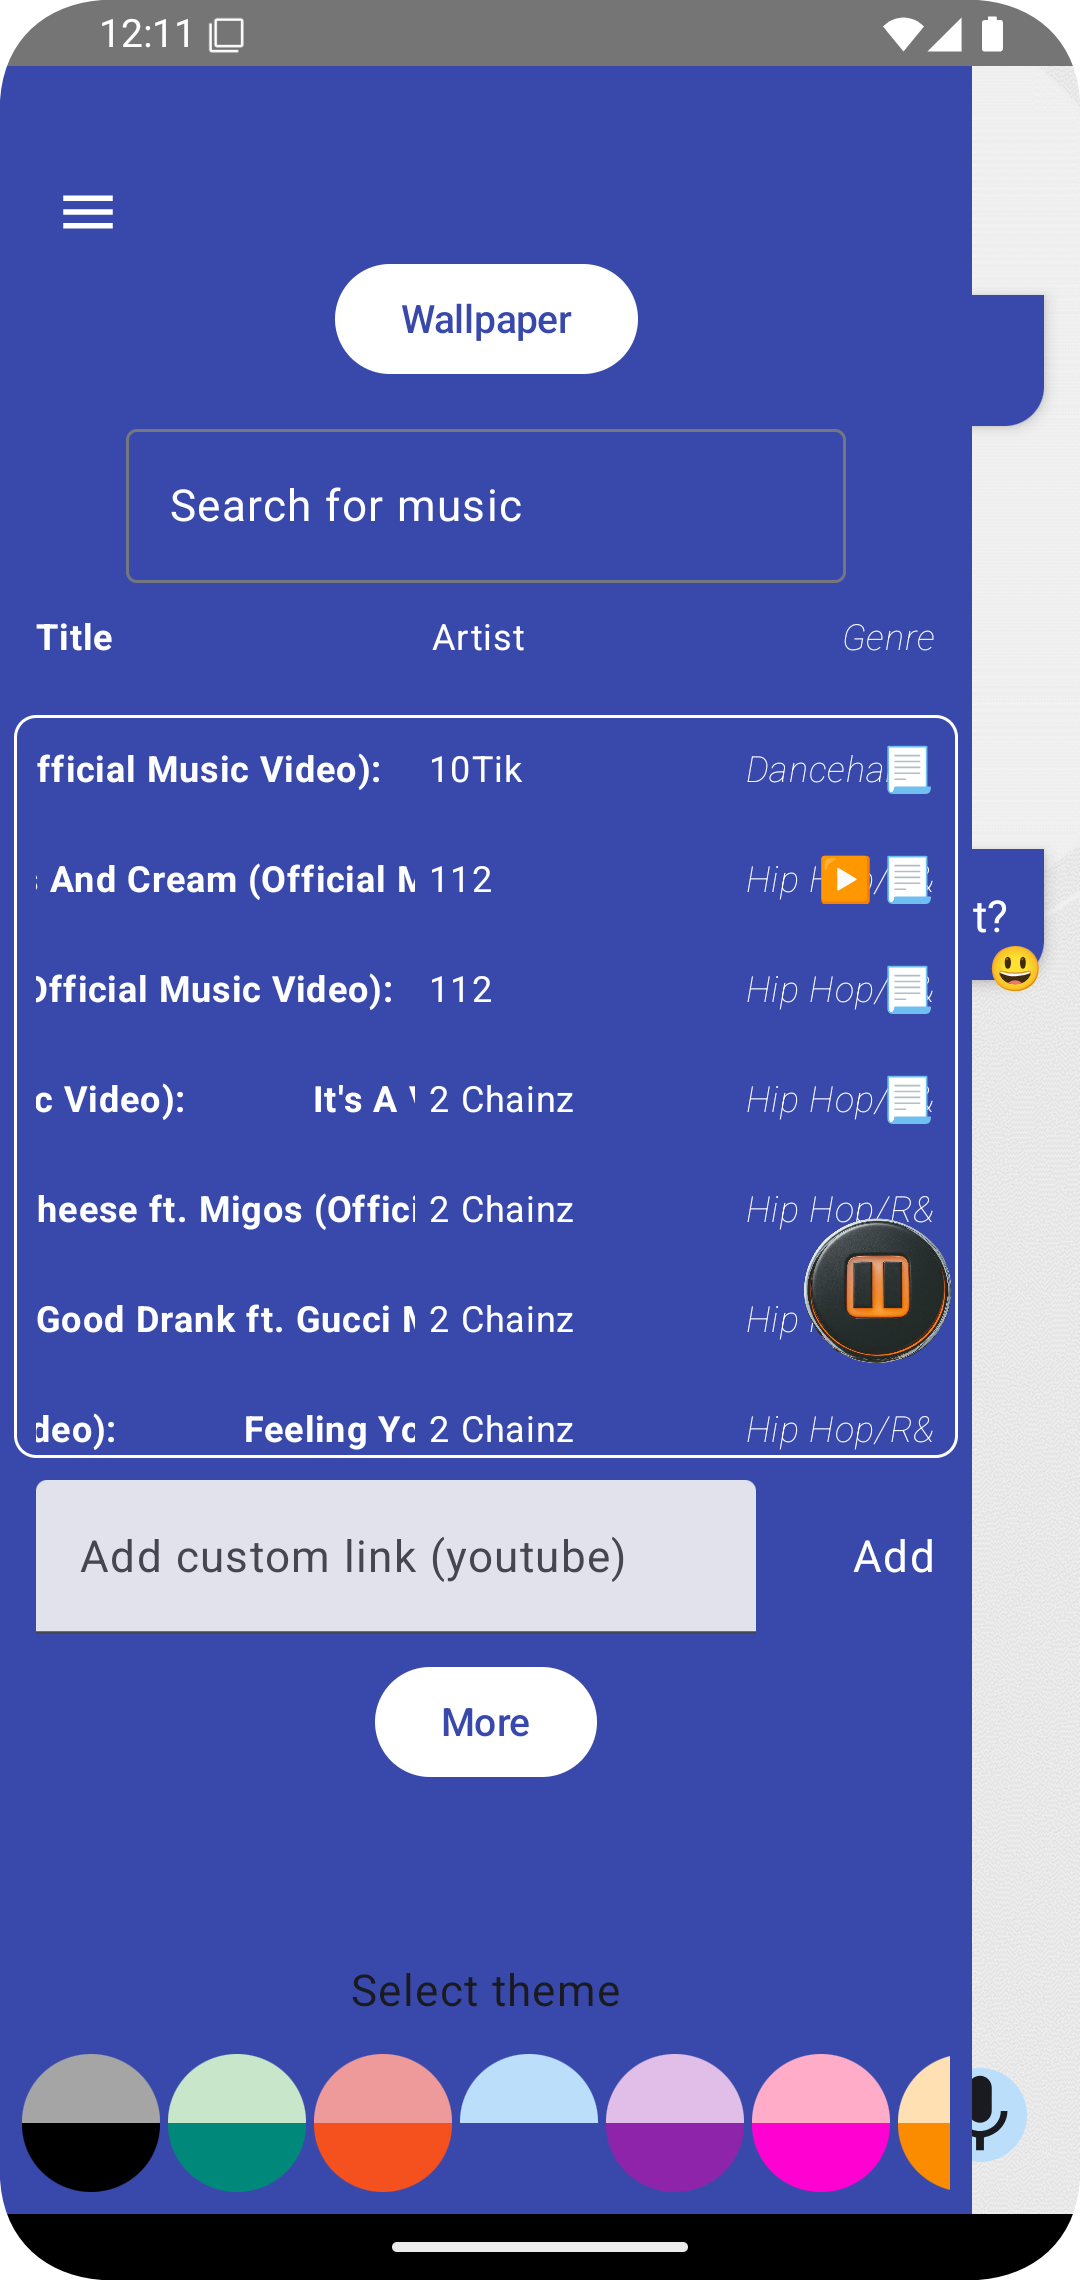 12:11
Wallpaper
Search for music
Title Artist Genre
fficial Music Video): 10Tik Danceha
And Cream (Official 112 Hip
Official Music Video): 112 Hip Hop/
c Video): It's A 2 Chainz Hip Hop/
heese ft. Migos (Offici 2 Chainz Hip Hop/R&
Good Drank ft. Gucci 2 Chainz Hip
deo): Feeling Yo 2 Chainz Hip Hop/R&
t?
Add custom link (youtube) Add
More
Select theme